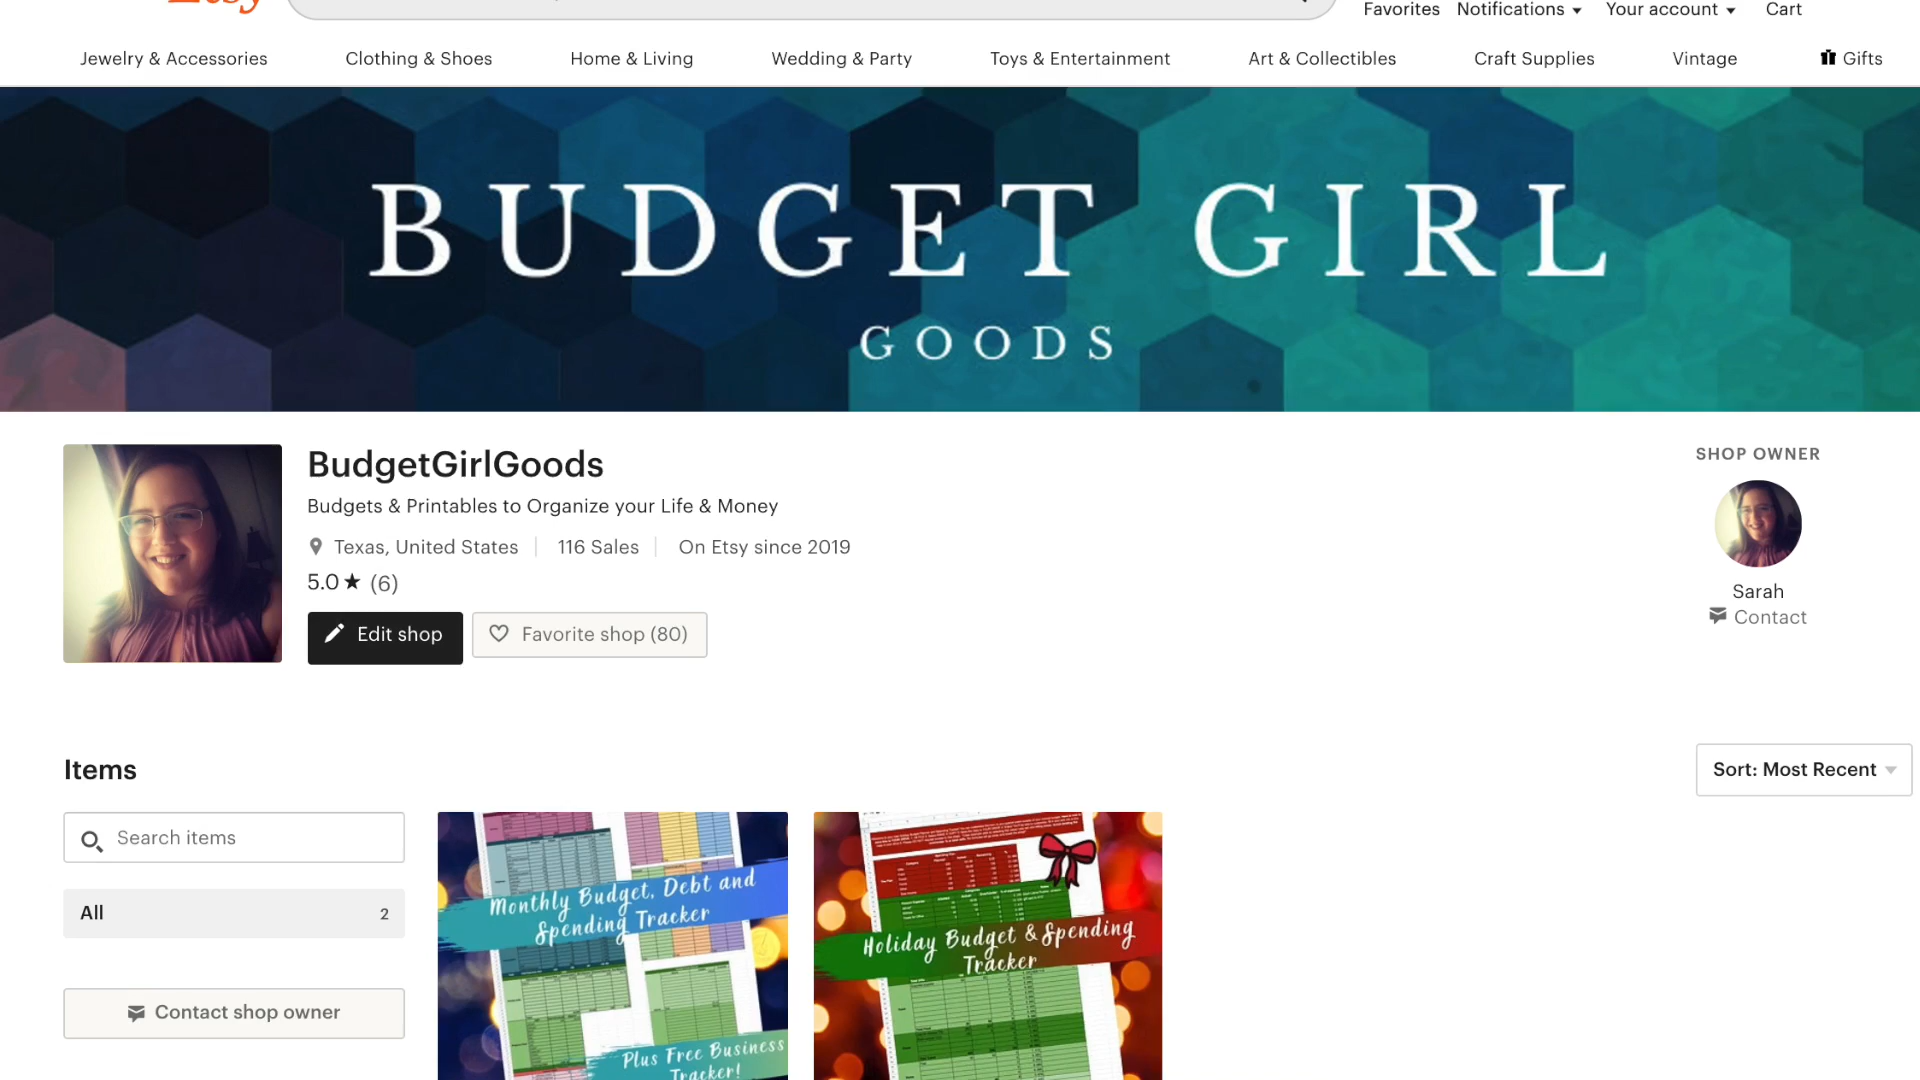 Etsy
Favorites Notifications Your account Cart
Jewelry & Accessories Clothing & Shoes Home & Living Wedding & Party Toys & Entertainment Art & Collectibles Craft Supplies Vintage Gifts
BUDGET GIRL
GOODS
BudgetGirlGoods
Budgets & Printables to Organize your Life & Money
Texas, United States 116 Sales On Etsy since 2019
5.0 ★ (6)
Edit shop Favorite shop (80)
SHOP OWNER
Sarah
Contact
Items
Sort: Most Recent
Search items
All 2
Contact shop owner
Monthly Budget, Debt and
Spending Tracker
Plus Free Business
Tracker!
Holiday Budget & Spending
Tracker